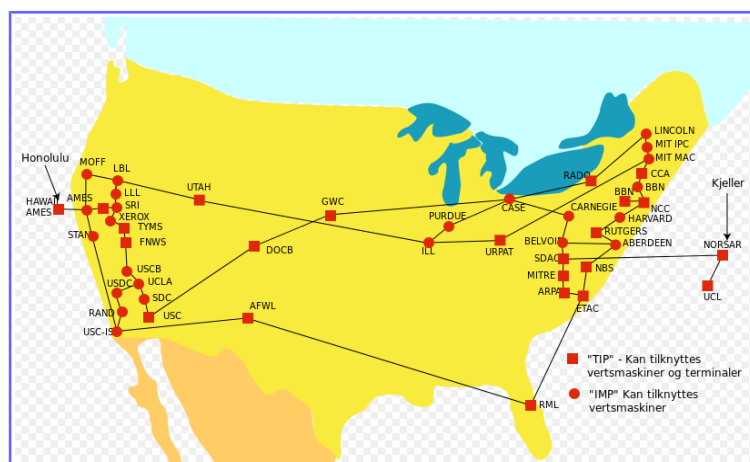 LINCOLN
MIT IPC
MIT MAC
Honolulu
MOFF
LBL
RADC
CCA
Kjeller
UTAH
LLL
BBN
BBN
HAWAII
AMES
AMES
SRI
GWC
CASE
CARNEGIE
NCC
XEROX
PURDUE
HARVARD
TYMS
RUTGERS
STAN
FNWS
DOCB
ILL
URPAT
BELVOIR
ABERDEEN
NORSAR
SDAC
USCB
NBS
MITRE
USDC
UCLA
ARPA
UCL
SDC
AFWL
ETAC
RAND
USC
USC-ISI
"TIP" - Kan tilknyttes
vertsmaskiner og terminaler
"IMP" Kan tilknyttes
vertsmaskiner
RML